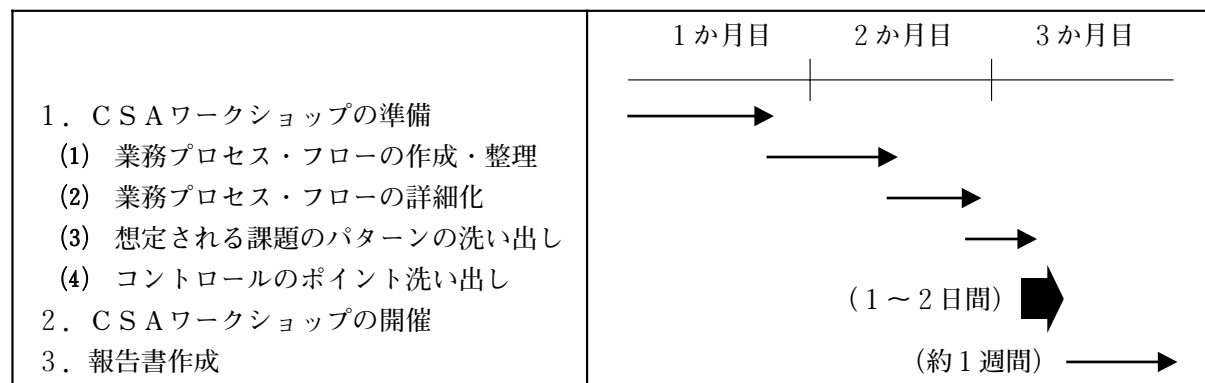 1か月目 2か月目 3か月目
1．ＣＳＡワークショップの準備
(1) 業務プロセス・フローの作成・整理
(2) 業務プロセス・フローの詳細化
(3) 想定される課題のパターンの洗い出し
(4) コントロールのポイント洗い出し
（1～2日間）
2．ＣＳＡワークショップの開催
3．報告書作成
（約1週間）